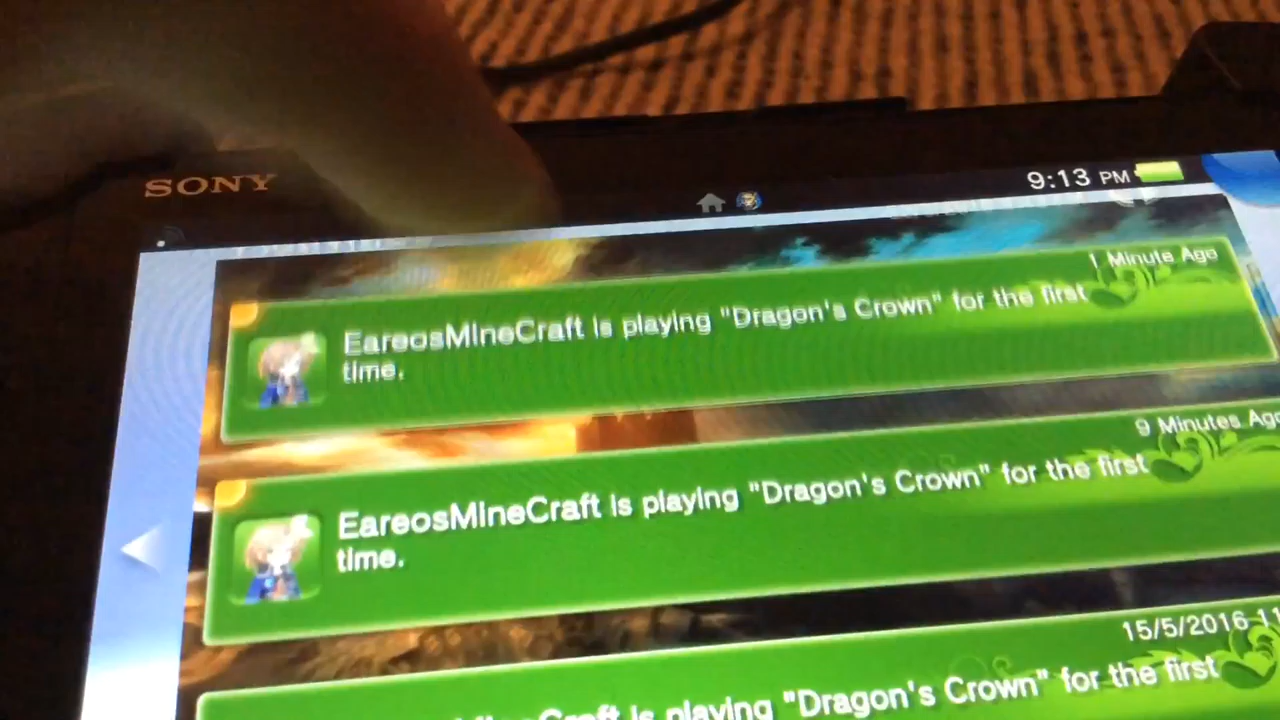 SONY
9:13 PM
1 Minute Ago
EareosMineCraft is playing "Dragon's Crown" for the first
time.
9 Minutes Ago
EareosMineCraft is playing "Dragon's Crown" for the first
time.
15/5/2016 11
MineCraft is playing "Dragon's Crown" for the first